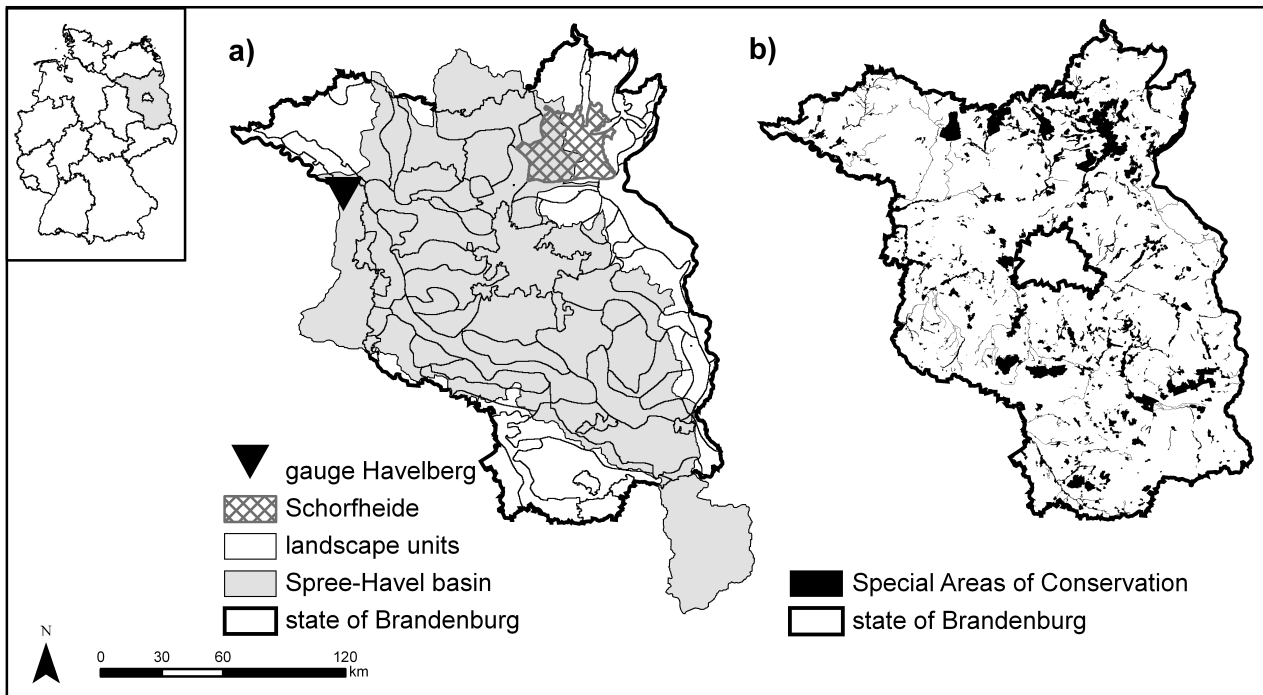 a)
b)
gauge Havelberg
Schorfheide
landscape units
Spree-Havel basin
state of Brandenburg
Special Areas of Conservation
state of Brandenburg
N
0 30 60 120
km